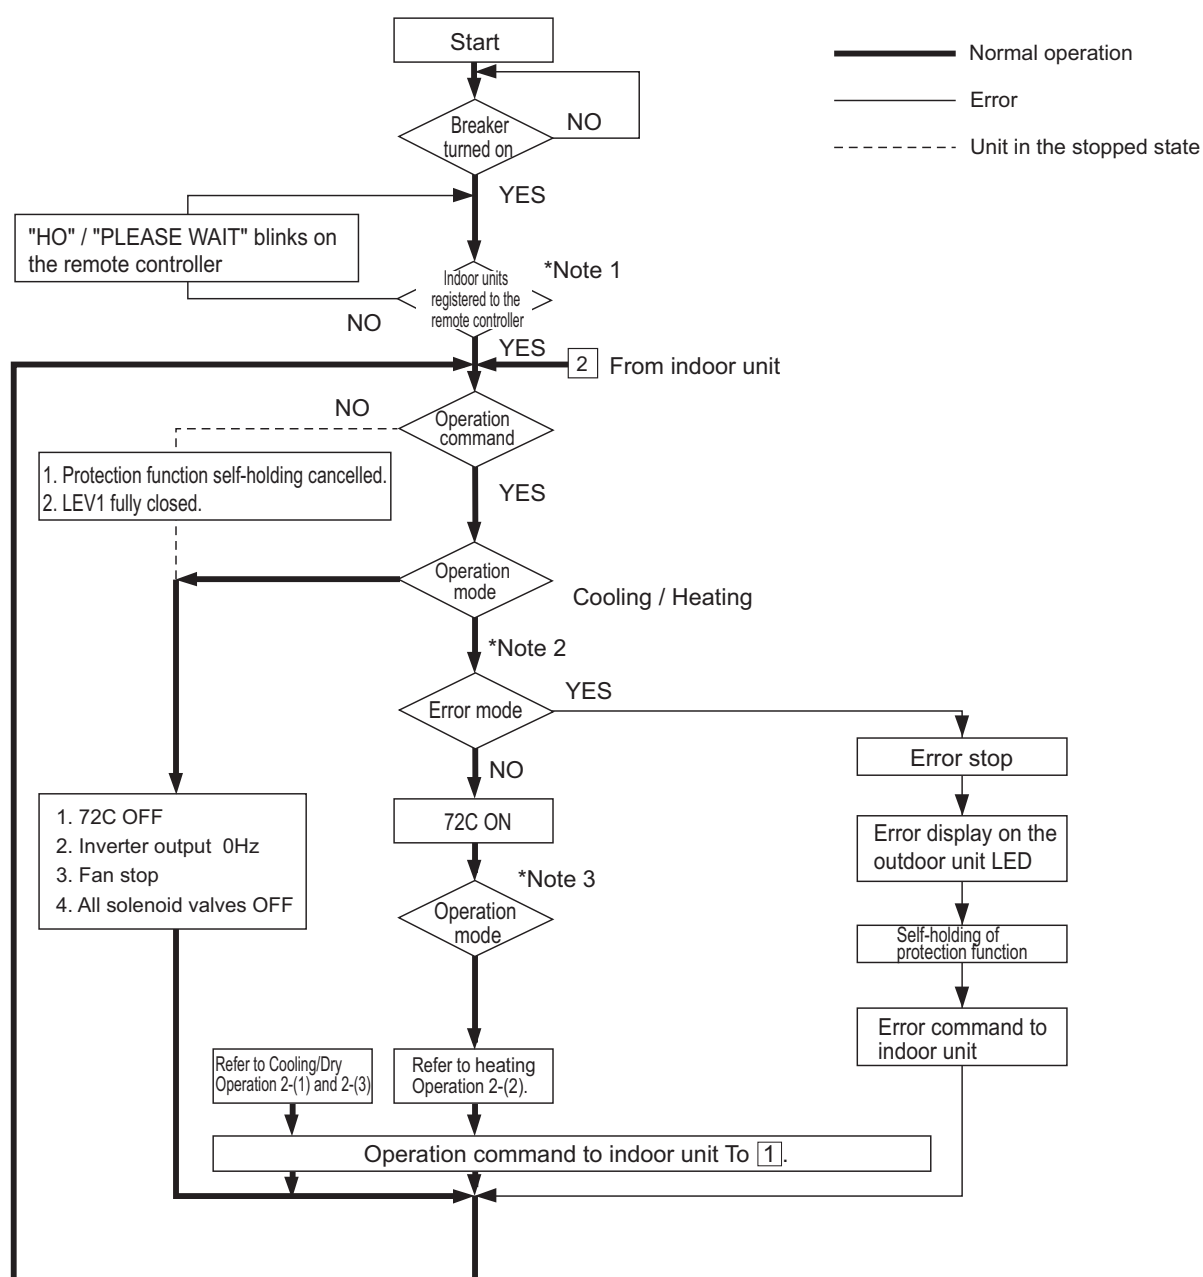 Start
Normal operation
Error
Unit in the stopped state
Breaker
turned on
NO
YES
"HO" / "PLEASE WAIT" blinks on
the remote controller
*Note 1
Indoor units
registered to the
remote controller
NO
YES
2 From indoor unit
NO
Operation
command
1. Protection function self-holding cancelled.
2. LEV1 fully closed.
YES
Operation
mode
Cooling / Heating
*Note 2
YES
Error mode
NO
Error stop
1. 72C OFF
2. Inverter output 0Hz
3. Fan stop
4. All solenoid valves OFF
72C ON
Error display on the
outdoor unit LED
*Note 3
Operation
mode
Self-holding of
protection function
Error command to
indoor unit
Refer to Cooling/Dry
Operation 2-(1) and 2-(3)
Refer to heating
Operation 2-(2).
Operation command to indoor unit To 1.